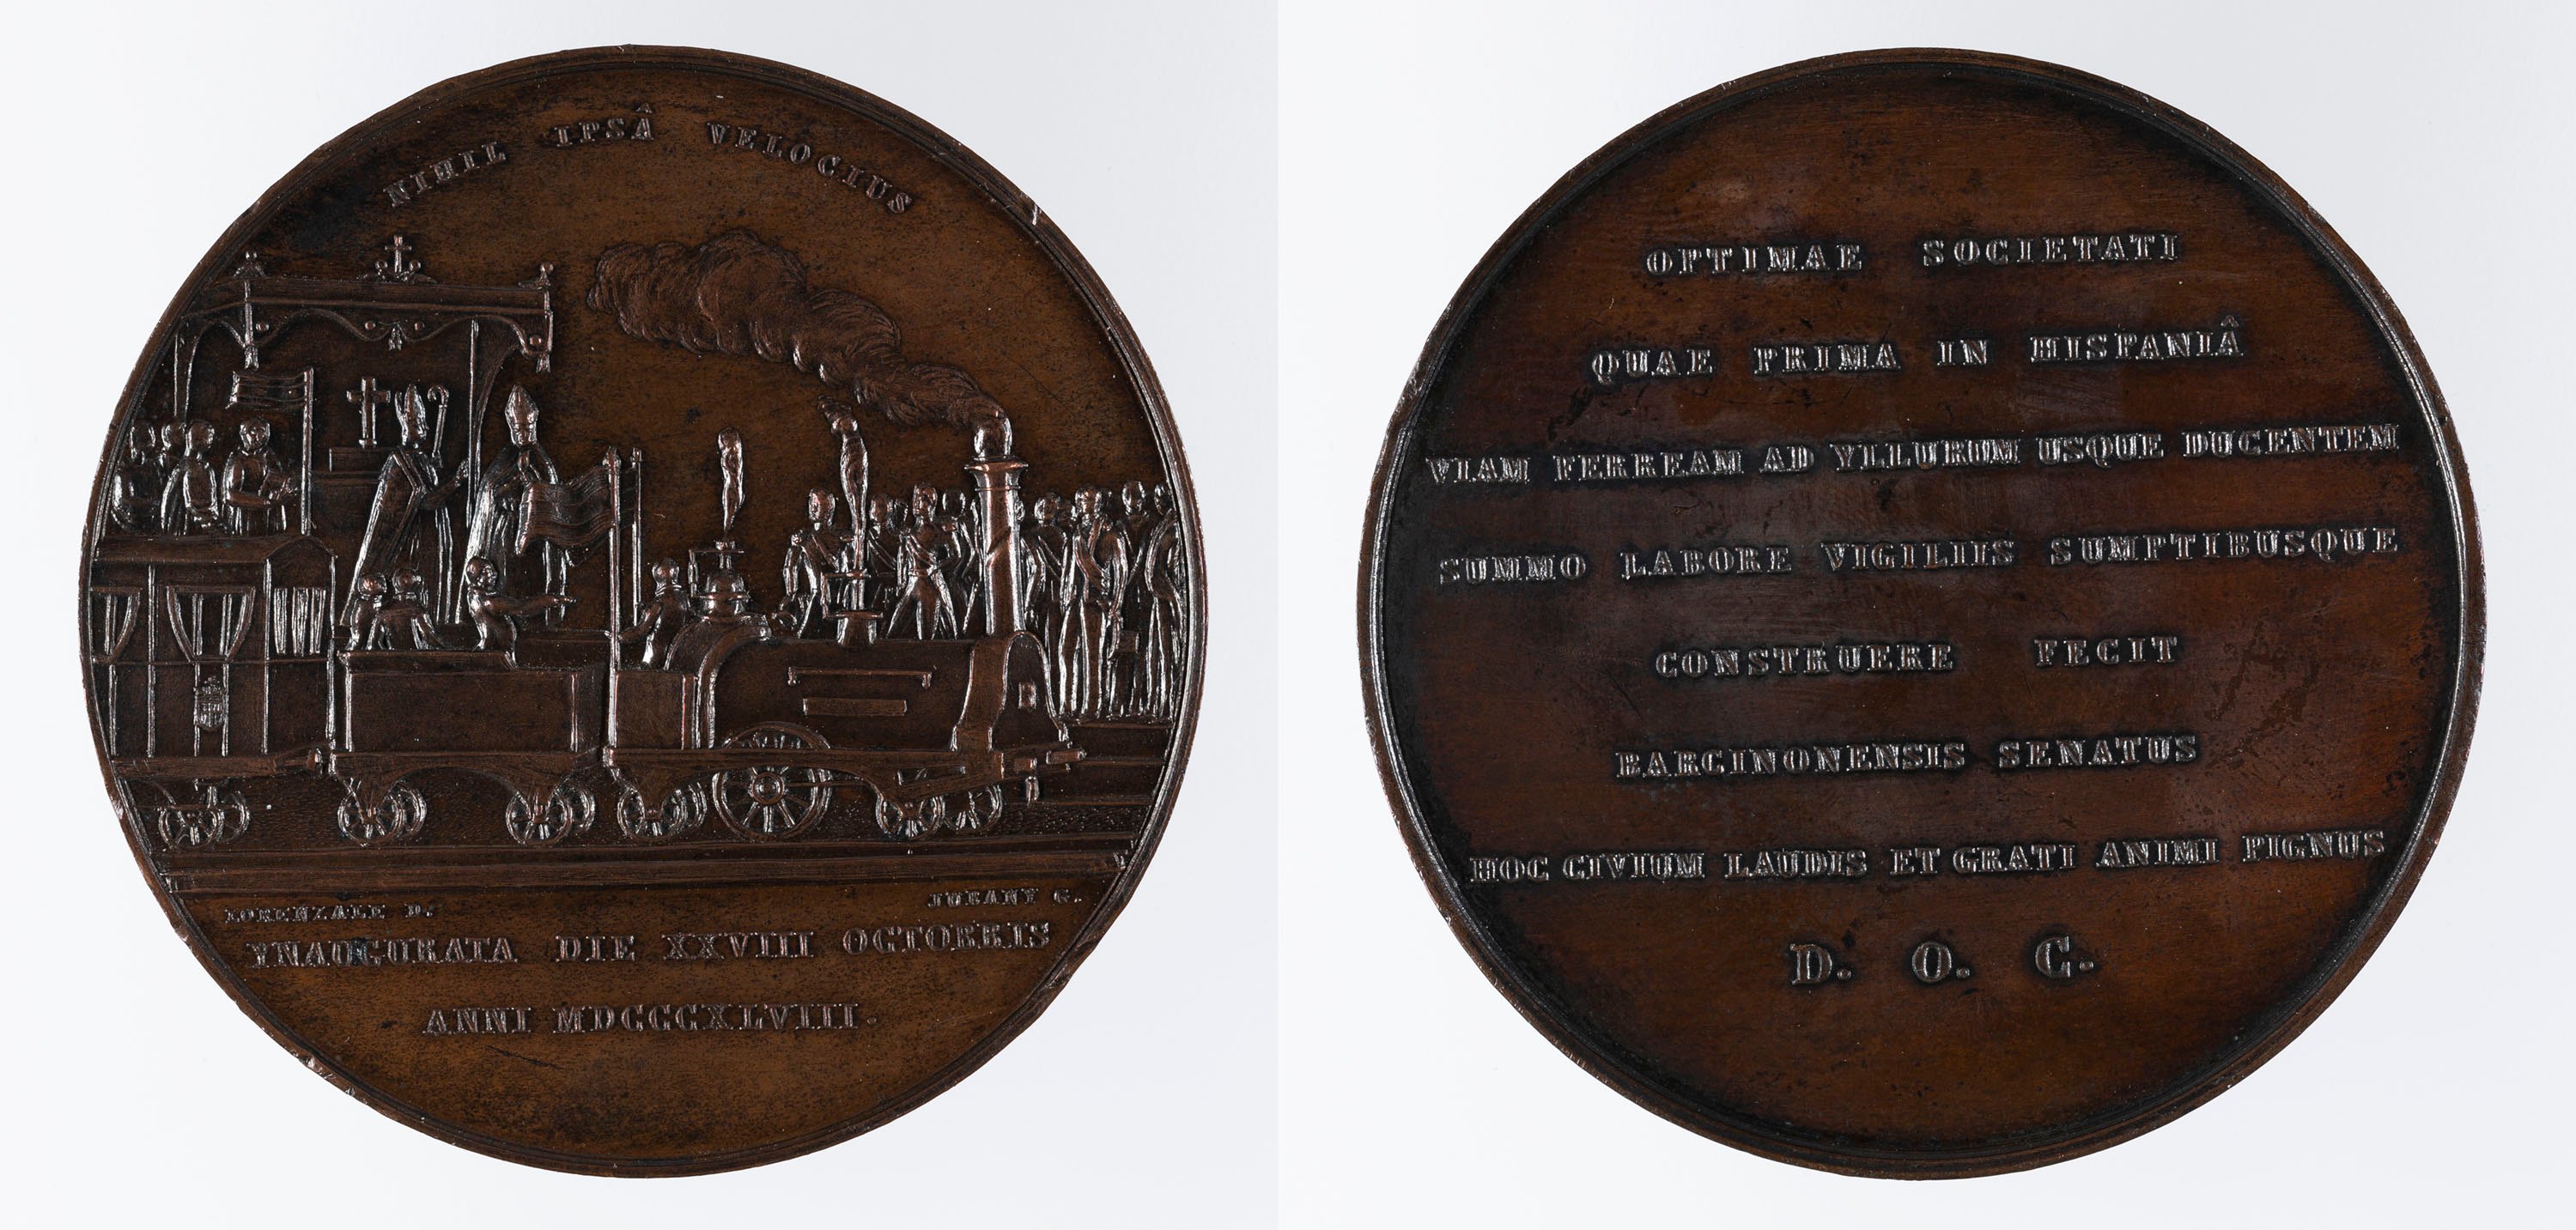 NIHIL IPSÂ VELOCIUS
LORENZALE D. JUBANY G.
YNAUGURATA DIE XXVIII OCTOBRIS
ANNI MDCCCXLVIII.
OPTIMAE SOCIETATI
QUAE PRIMA IN HISPANIÂ
VIAM FERREAM AD YLLURUM USQUE DUCENTEM
SUMMO LABORE VIGILIIS SUMPTIBUSQUE
CONSTRUERE FECIT
BARCINONENSIS SENATUS
HOC CIVIUM LAUDIS ET GRATI ANIMI PIGNUS
D. O. C.